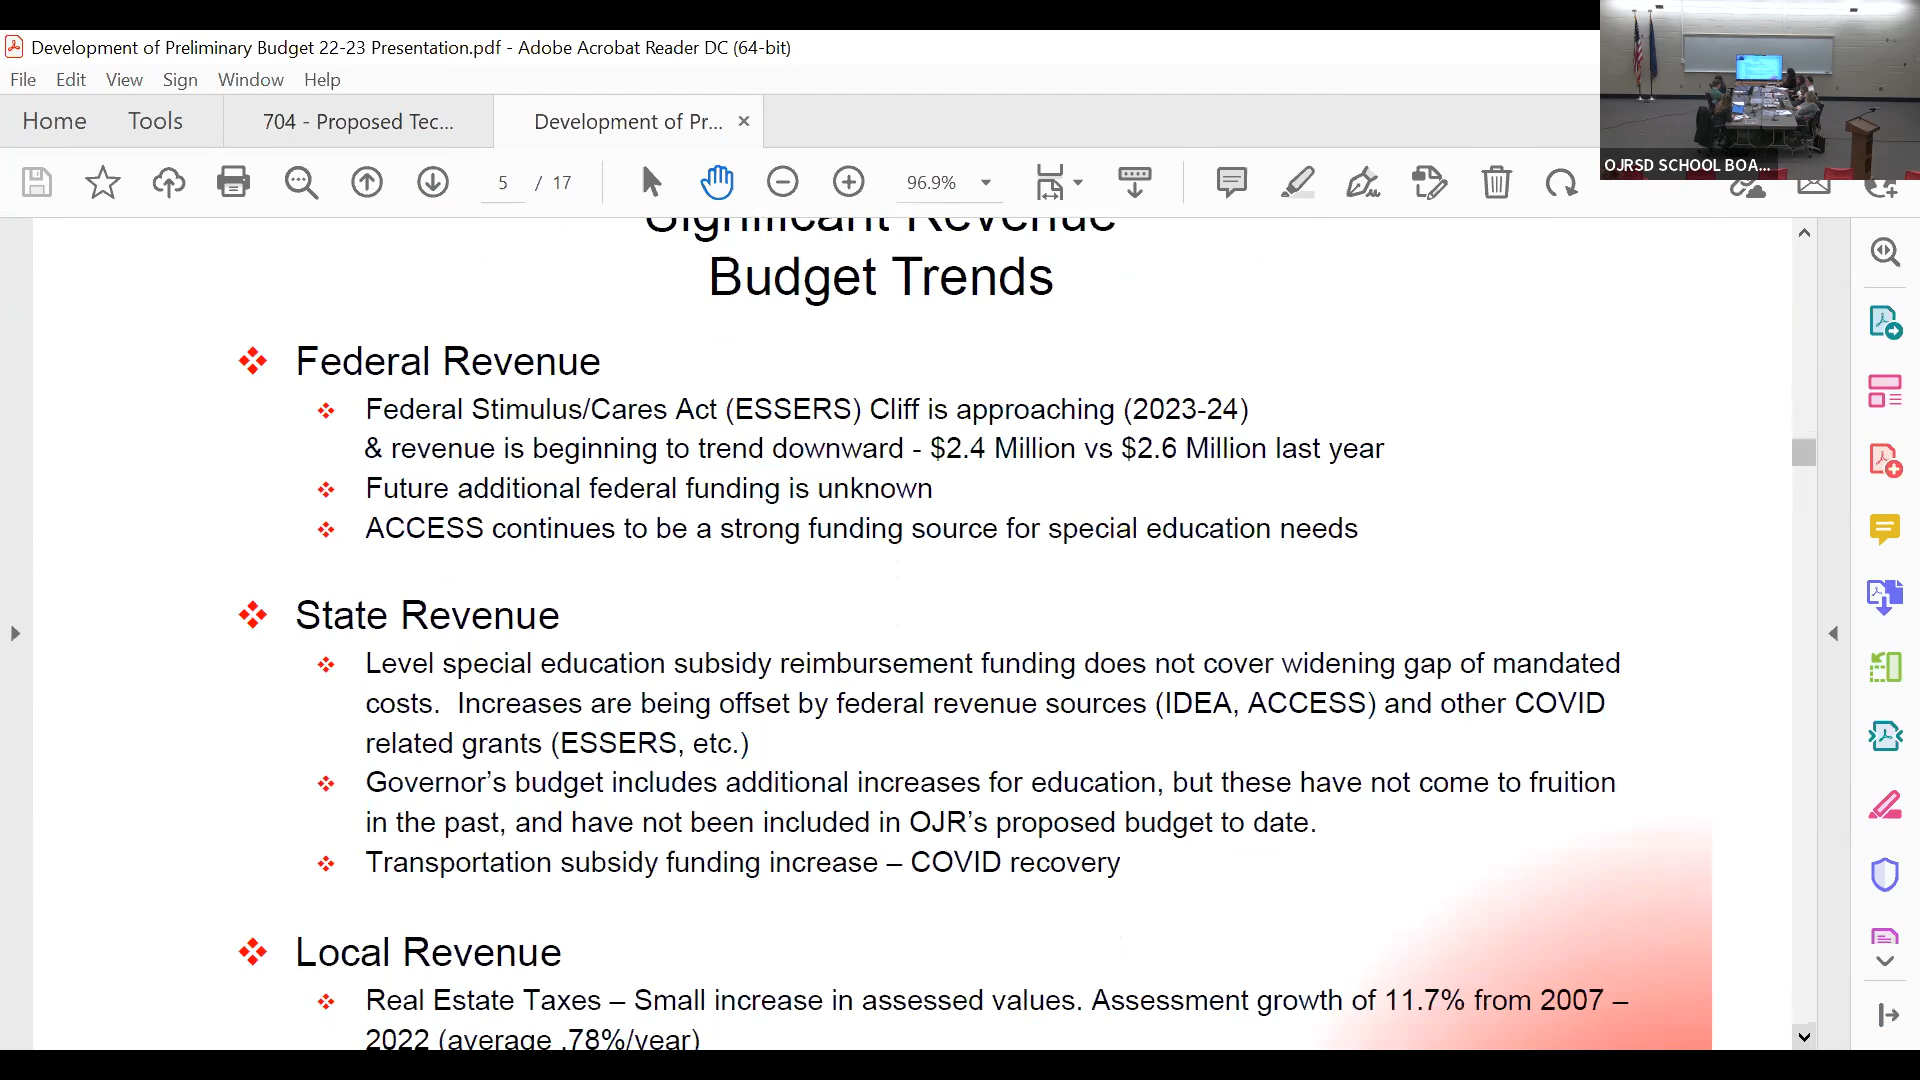 Development of Preliminary Budget 22-23 Presentation.pdf - Adobe Acrobat Reader DC (64-bit)
File Edit View Sign Window Help
Home Tools 704 - Proposed Tec... Development of Pr... ×
5 / 17 96.9%
OJRSD SCHOOL BOA...
Significant Revenue
Budget Trends
Federal Revenue
Federal Stimulus/Cares Act (ESSERS) Cliff is approaching (2023-24)
& revenue is beginning to trend downward - $2.4 Million vs $2.6 Million last year
Future additional federal funding is unknown
ACCESS continues to be a strong funding source for special education needs
State Revenue
Level special education subsidy reimbursement funding does not cover widening gap of mandated
costs. Increases are being offset by federal revenue sources (IDEA, ACCESS) and other COVID
related grants (ESSERS, etc.)
Governor's budget includes additional increases for education, but these have not come to fruition
in the past, and have not been included in OJR's proposed budget to date.
Transportation subsidy funding increase – COVID recovery
Local Revenue
Real Estate Taxes – Small increase in assessed values. Assessment growth of 11.7% from 2007 –
2022 (average .78%/year)